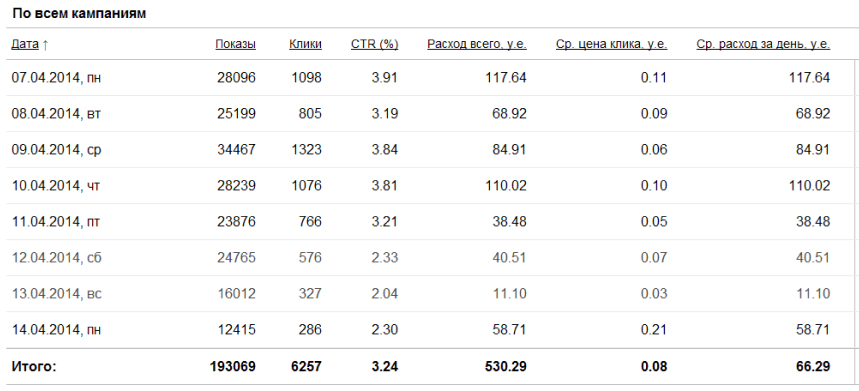 По всем кампаниям
Дата ↑ Показы Клики CTR (%) Расход всего, у.е. Ср. цена клика, у.е. Ср. расход за день, у.е.
07.04.2014, пн 28096 1098 3.91 117.64 0.11 117.64
08.04.2014, вт 25199 805 3.19 68.92 0.09 68.92
09.04.2014, ср 34467 1323 3.84 84.91 0.06 84.91
10.04.2014, чт 28239 1076 3.81 110.02 0.10 110.02
11.04.2014, пт 23876 766 3.21 38.48 0.05 38.48
12.04.2014, сб 24765 576 2.33 40.51 0.07 40.51
13.04.2014, вс 16012 327 2.04 11.10 0.03 11.10
14.04.2014, пн 12415 286 2.30 58.71 0.21 58.71
Итого: 193069 6257 3.24 530.29 0.08 66.29